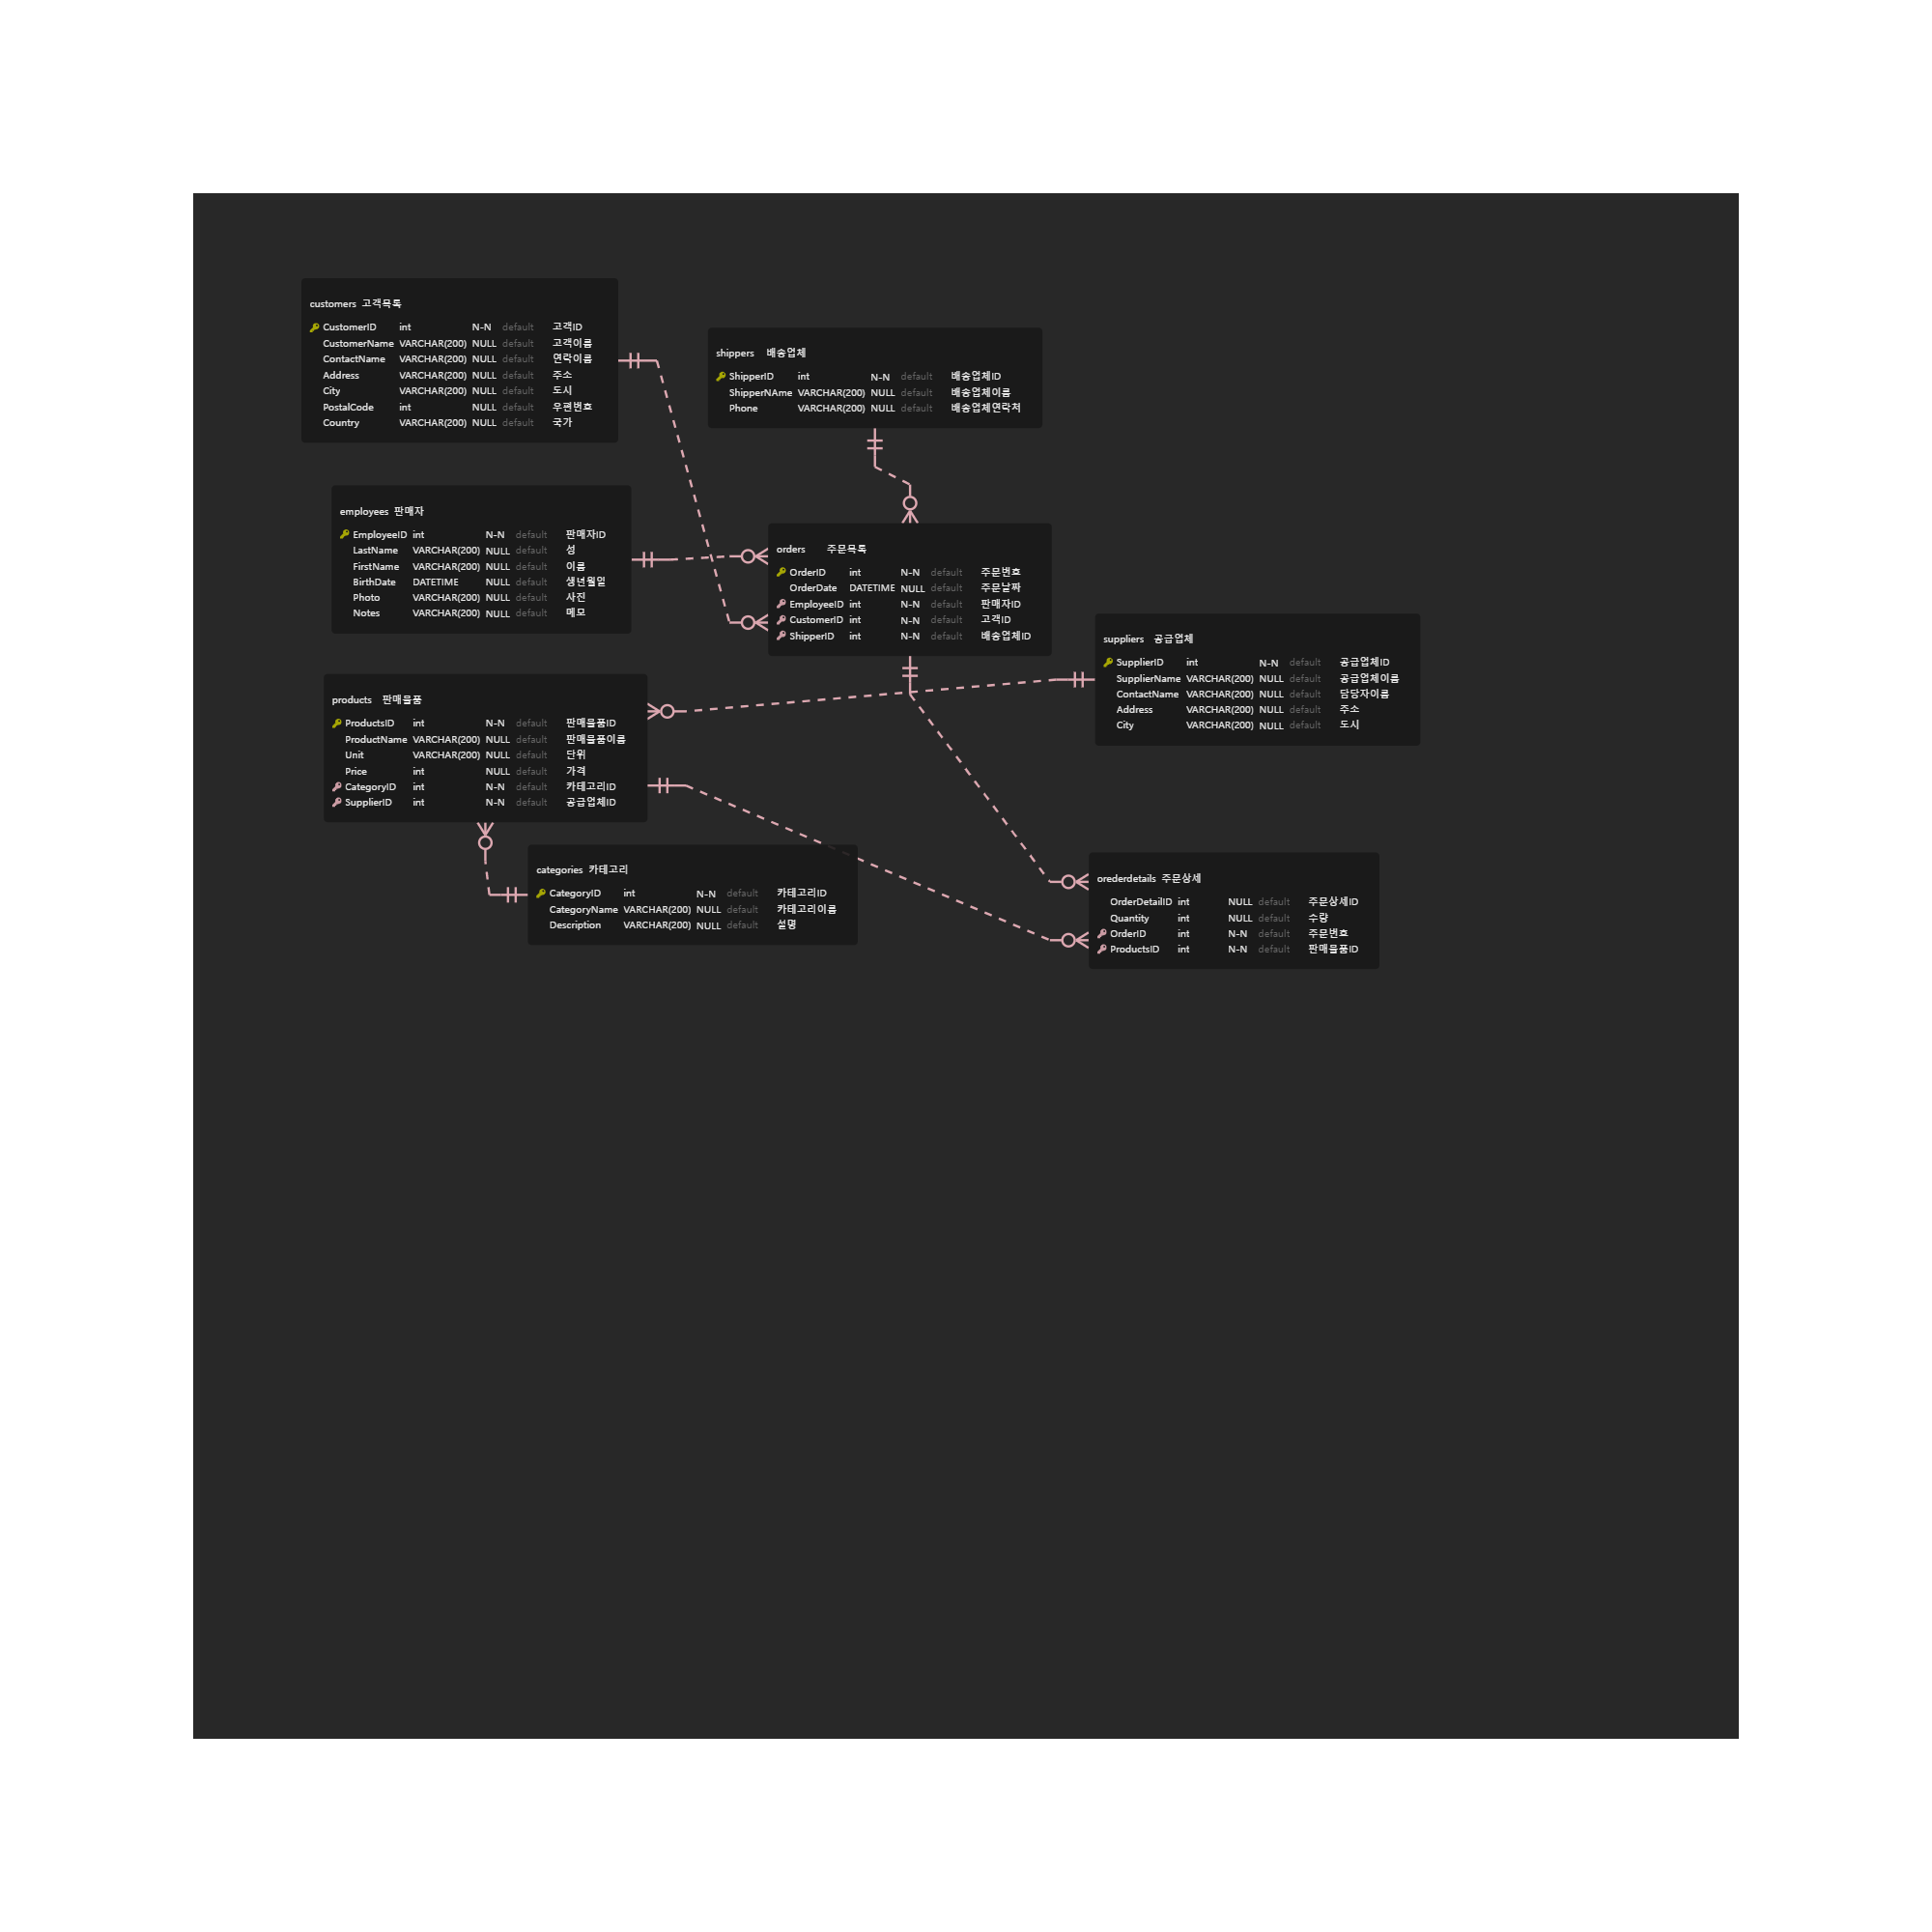 customers 고객목록
CustomerID int N-N default 고객ID
CustomerName VARCHAR(200) NULL default 고객이름
ContactName VARCHAR(200) NULL default 연락이름
Address VARCHAR(200) NULL default 주소
City VARCHAR(200) NULL default 도시
PostalCode int NULL default 우편번호
Country VARCHAR(200) NULL default 국가
shippers 배송업체
ShipperID int N-N default 배송업체ID
ShipperNAme VARCHAR(200) NULL default 배송업체이름
Phone VARCHAR(200) NULL default 배송업체연락처
employees 판매자
EmployeeID int N-N default 판매자ID
LastName VARCHAR(200) NULL default 성
FirstName VARCHAR(200) NULL default 이름
BirthDate DATETIME NULL default 생년월일
Photo VARCHAR(200) NULL default 사진
Notes VARCHAR(200) NULL default 메모
orders 주문목록
OrderID int N-N default 주문번호
OrderDate DATETIME NULL default 주문날짜
EmployeeID int N-N default 판매자ID
CustomerID int N-N default 고객ID
ShipperID int N-N default 배송업체ID
suppliers 공급업체
SupplierID int N-N default 공급업체ID
SupplierName VARCHAR(200) NULL default 공급업체이름
ContactName VARCHAR(200) NULL default 담당자이름
Address VARCHAR(200) NULL default 주소
City VARCHAR(200) NULL default 도시
products 판매물품
ProductsID int N-N default 판매물품ID
ProductName VARCHAR(200) NULL default 판매물품이름
Unit VARCHAR(200) NULL default 단위
Price int NULL default 가격
CategoryID int N-N default 카테고리ID
SupplierID int N-N default 공급업체ID
categories 카테고리
CategoryID int N-N default 카테고리ID
CategoryName VARCHAR(200) NULL default 카테고리이름
Description VARCHAR(200) NULL default 설명
orederdetails 주문상세
OrderDetailID int NULL default 주문상세ID
Quantity int NULL default 수량
OrderID int N-N default 주문번호
ProductsID int N-N default 판매물품ID